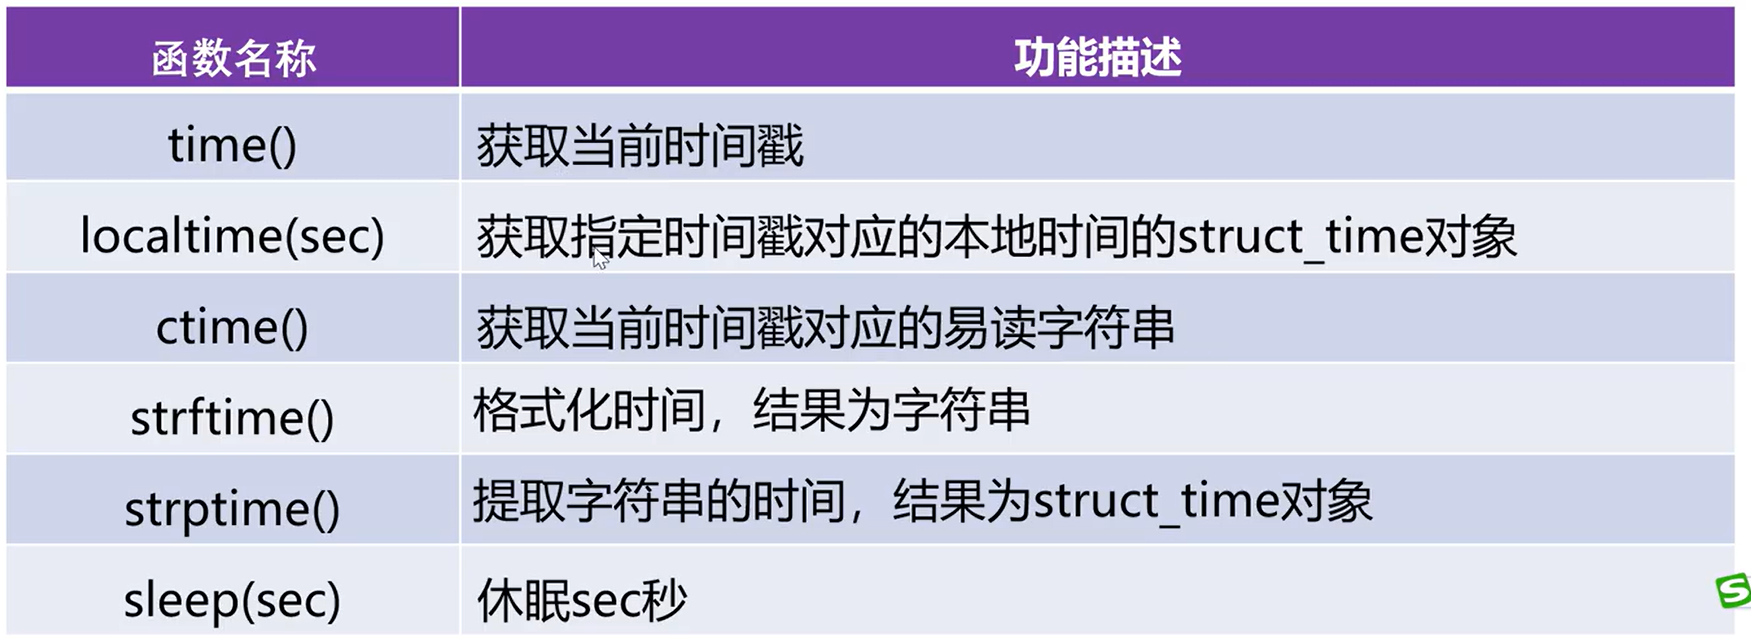 函数名称 功能描述
time() 获取当前时间戳
localtime(sec) 获取指定时间戳对应的本地时间的struct_time对象
ctime() 获取当前时间戳对应的易读字符串
strftime() 格式化时间，结果为字符串
strptime() 提取字符串的时间，结果为struct_time对象
sleep(sec) 休眠sec秒
S